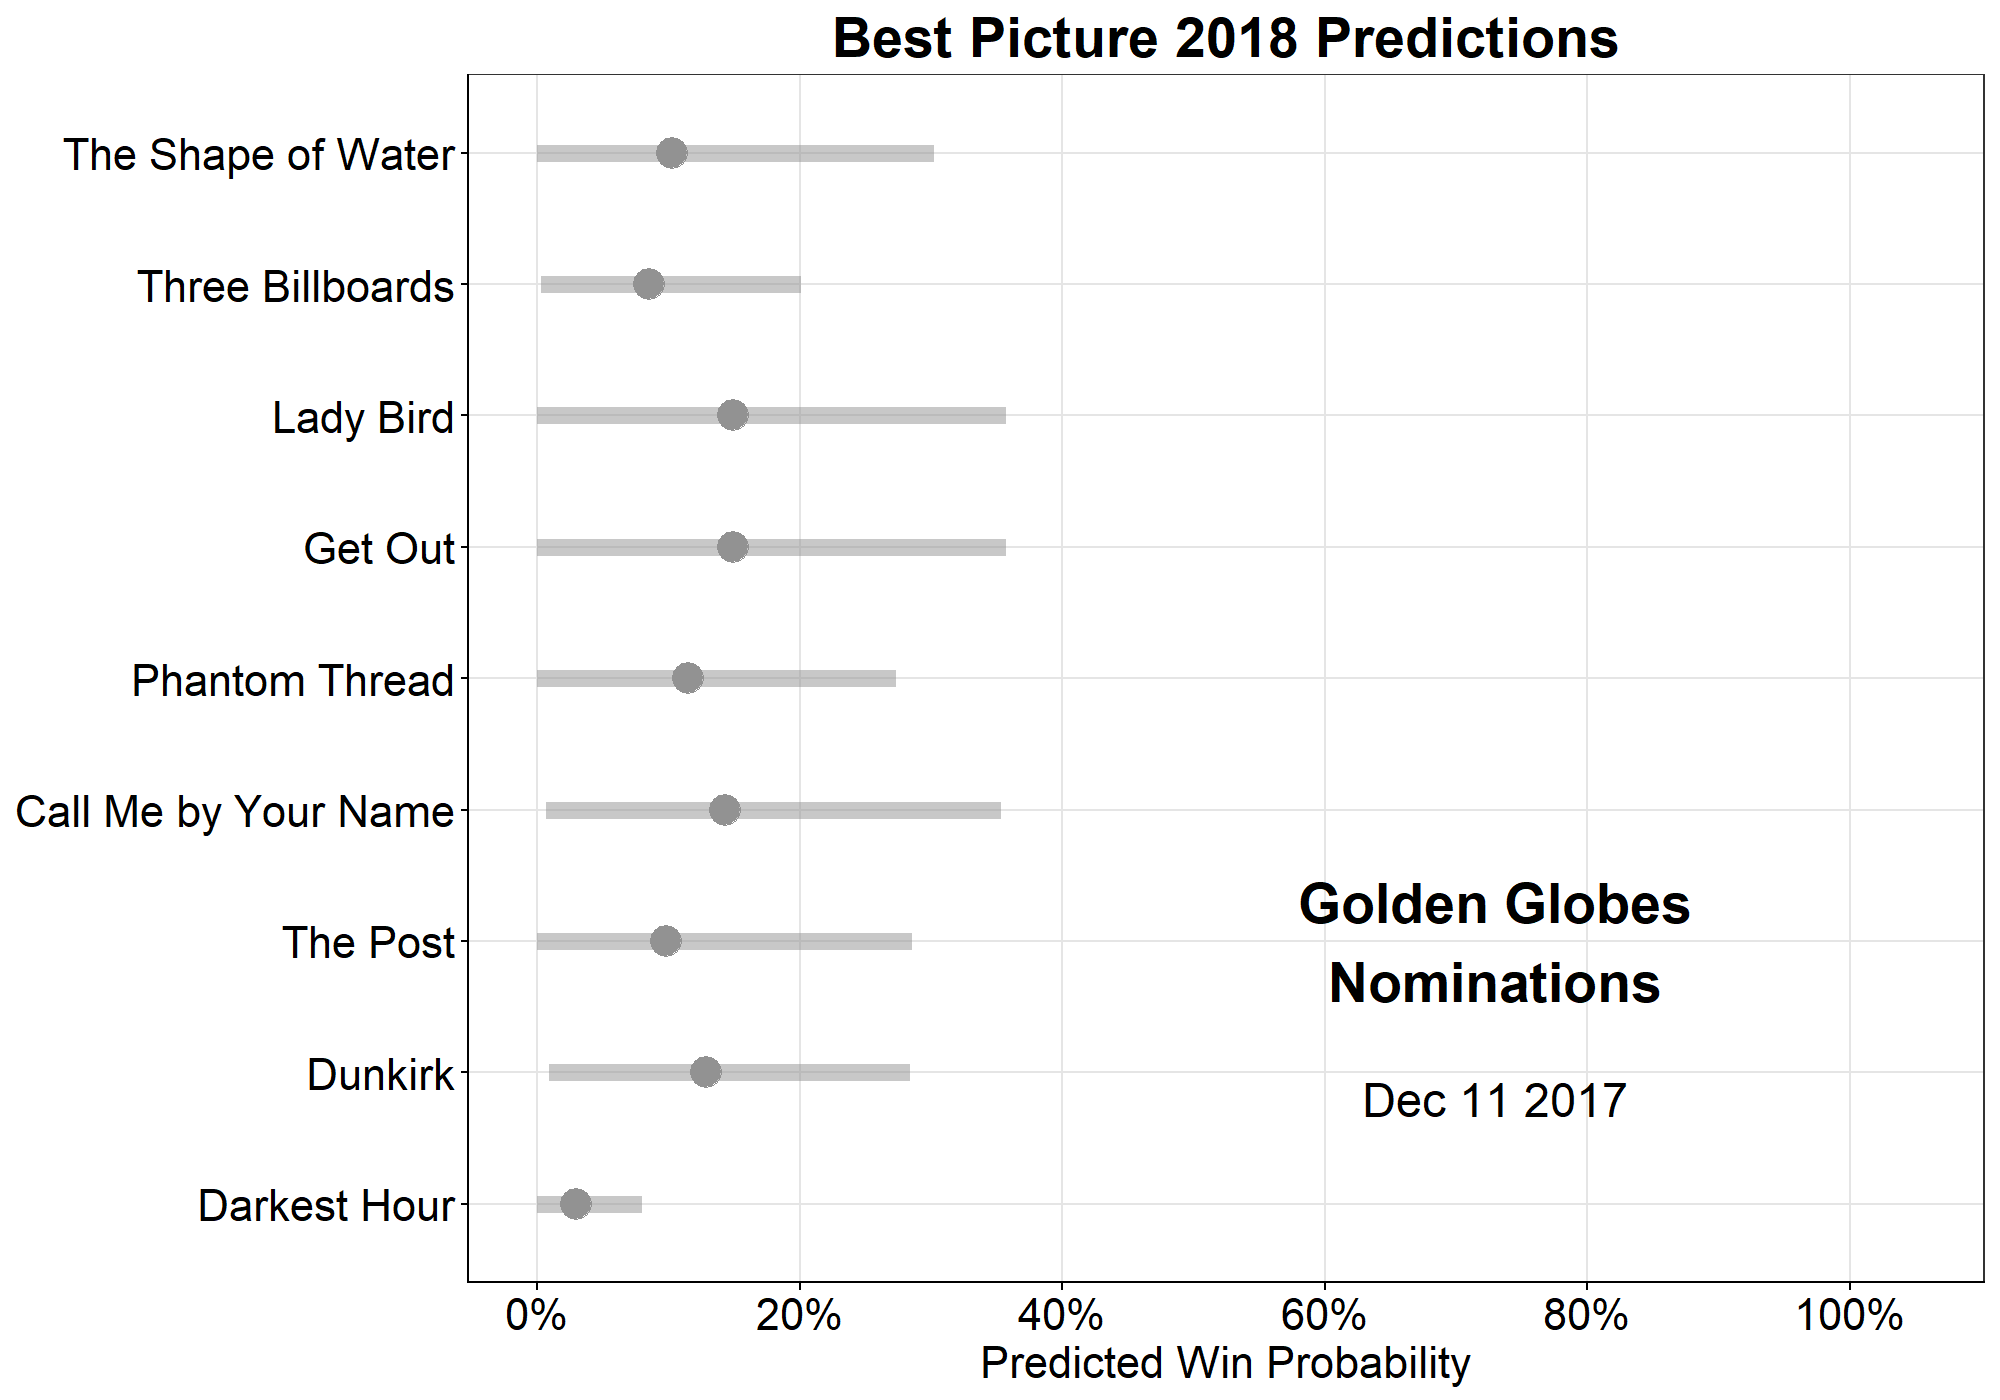 Best Picture 2018 Predictions
The Shape of Water
Three Billboards
Lady Bird
Get Out
Phantom Thread
Call Me by Your Name
The Post
Dunkirk
Darkest Hour
Golden Globes
Nominations
Dec 11 2017
0% 20% 40% 60% 80% 100%
Predicted Win Probability